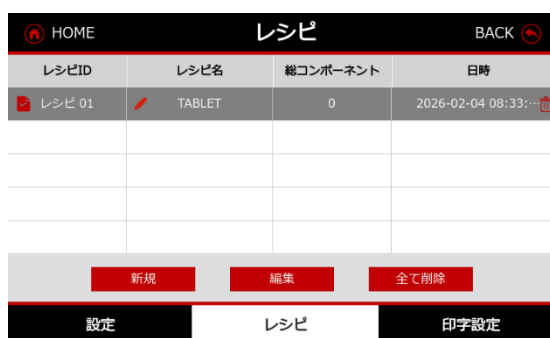 HOME レシピ BACK
レシピID レシピ名 総コンポーネント 日時
レシピ 01 TABLET 0 2026-02-04 08:33:…
新規 編集 全て削除
設定 レシピ 印字設定